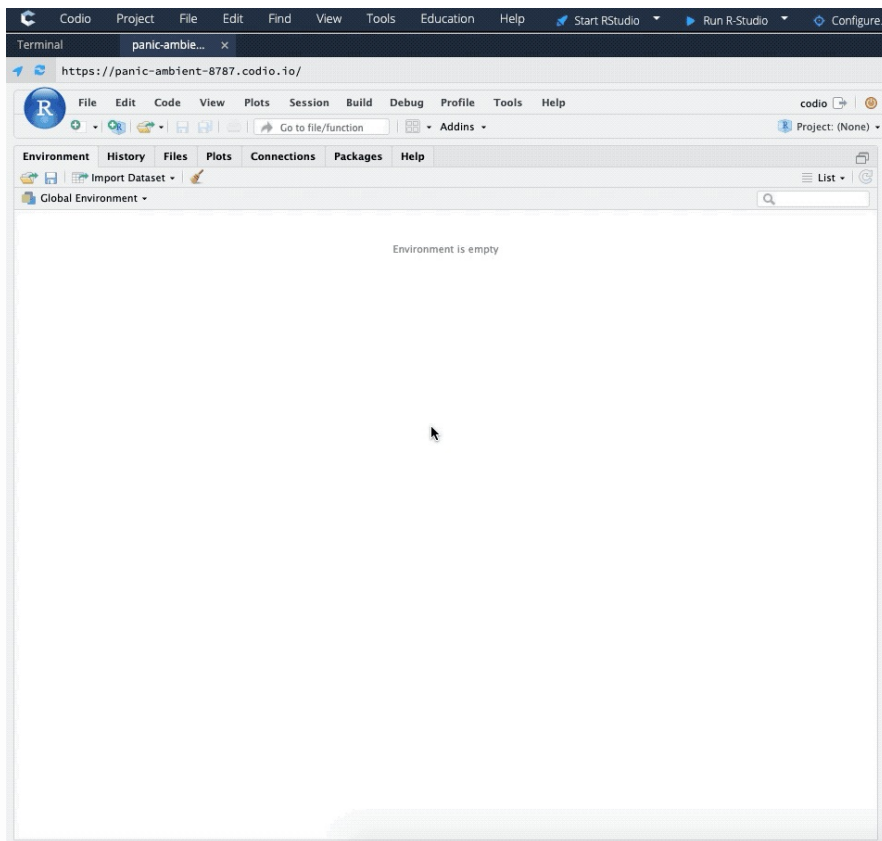 Codio Project File Edit Find View Tools Education Help Start RStudio Run R-Studio Configure.
Terminal panic-ambie... ×
https://panic-ambient-8787.codio.io/
R File Edit Code View Plots Session Build Debug Profile Tools Help codio
Go to file/function Addins Project: (None)
Environment History Files Plots Connections Packages Help
Import Dataset List
Global Environment
Environment is empty